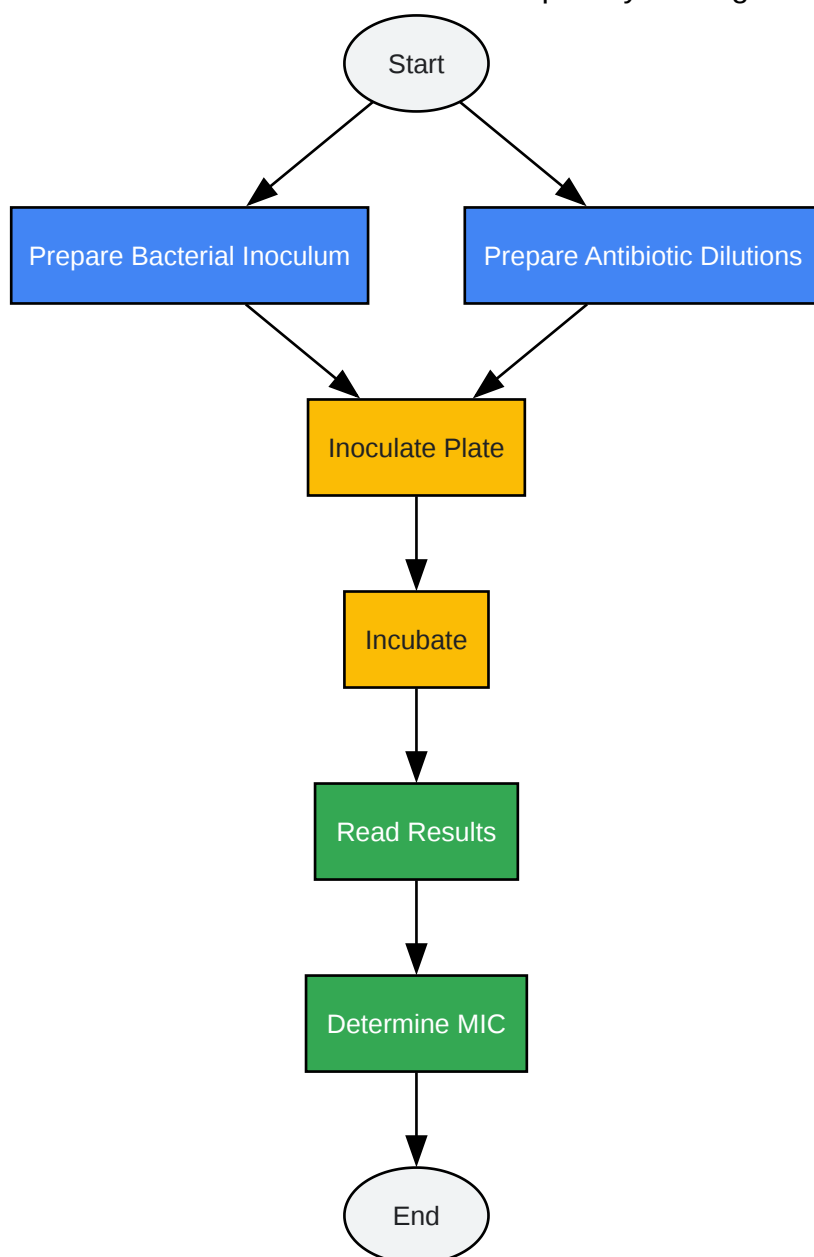 Start
Prepare Bacterial Inoculum
Prepare Antibiotic Dilutions
Inoculate Plate
Incubate
Read Results
Determine MIC
End